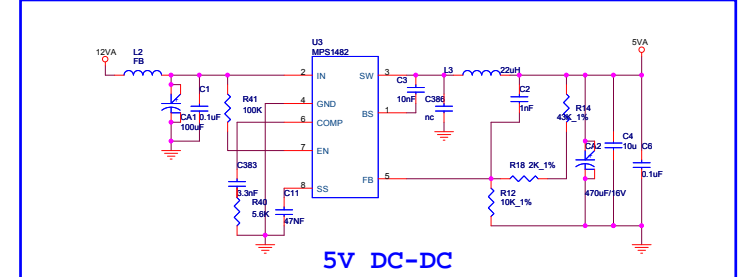 U3
MPS1482
12VA
L2
FB
5VA
L3
22uH
2
IN
SW
3
C1
0.1uF
CA1
100uF
R41
100K
4
GND
6
COMP
7
EN
8
SS
BS
1
FB
5
C3
10nF
C386
nc
C2
1nF
R14
43K_1%
C383
3.3nF
R40
5.6K
C11
47NF
R18 2K_1%
R12
10K_1%
CA2
470uF/16V
C4
10u
C6
0.1uF
5V DC-DC